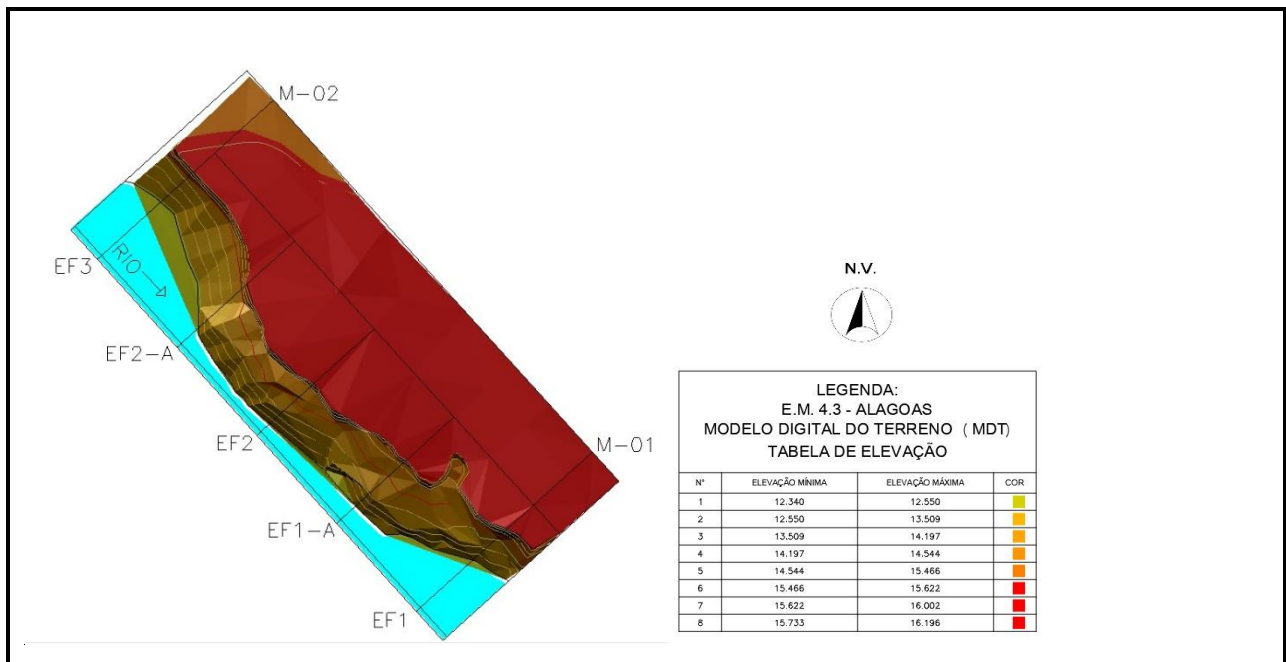 M-02
EF3
RIO
EF2-A
EF2
M-01
EF1-A
EF1
N.V.
LEGENDA:
E.M. 4.3 - ALAGOAS
MODELO DIGITAL DO TERRENO ( MDT)
TABELA DE ELEVAÇÃO
N° ELEVAÇÃO MÍNIMA ELEVAÇÃO MÁXIMA COR
1 12.340 12.550
2 12.550 13.509
3 13.509 14.197
4 14.197 14.544
5 14.544 15.466
6 15.466 15.622
7 15.622 16.002
8 15.733 16.196